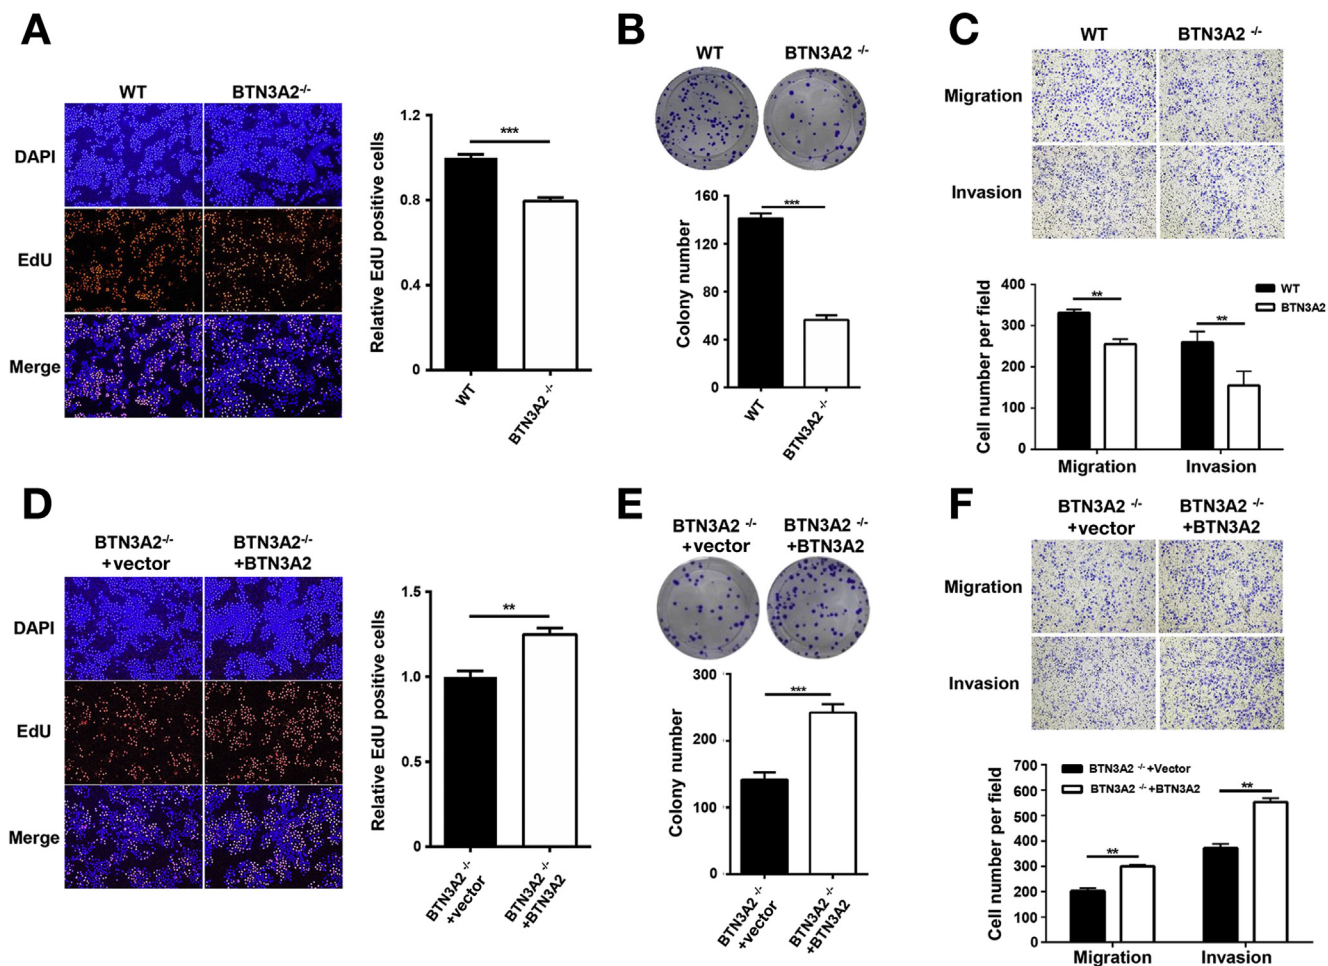 A
WT
BTN3A2-/-
DAPI
EdU
Merge
Relative EdU positive cells
1.2
0.8
0.4
0
***
WT
BTN3A2 -/-
B
WT
BTN3A2 -/-
Colony number
160
120
80
60
40
0
***
WT
BTN3A2 -/-
C
WT
BTN3A2 -/-
Migration
Invasion
Cell number per field
400
300
200
100
0
**
**
WT
BTN3A2
Migration
Invasion
D
BTN3A2-/-
+vector
BTN3A2-/-
+BTN3A2
DAPI
EdU
Merge
Relative EdU positive cells
1.5
1.0
0.5
0
**
BTN3A2 -/-
+vector
BTN3A2 -/-
+BTN3A2
E
BTN3A2 -/-
+vector
BTN3A2 -/-
+BTN3A2
Colony number
300
200
100
0
***
BTN3A2 -/-
+vector
BTN3A2 -/-
+BTN3A2
F
BTN3A2 -/-
+vector
BTN3A2 -/-
+BTN3A2
Migration
Invasion
Cell number per field
700
600
500
400
300
200
100
0
BTN3A2 -/-+Vector
BTN3A2 -/-+BTN3A2
**
**
Migration
Invasion